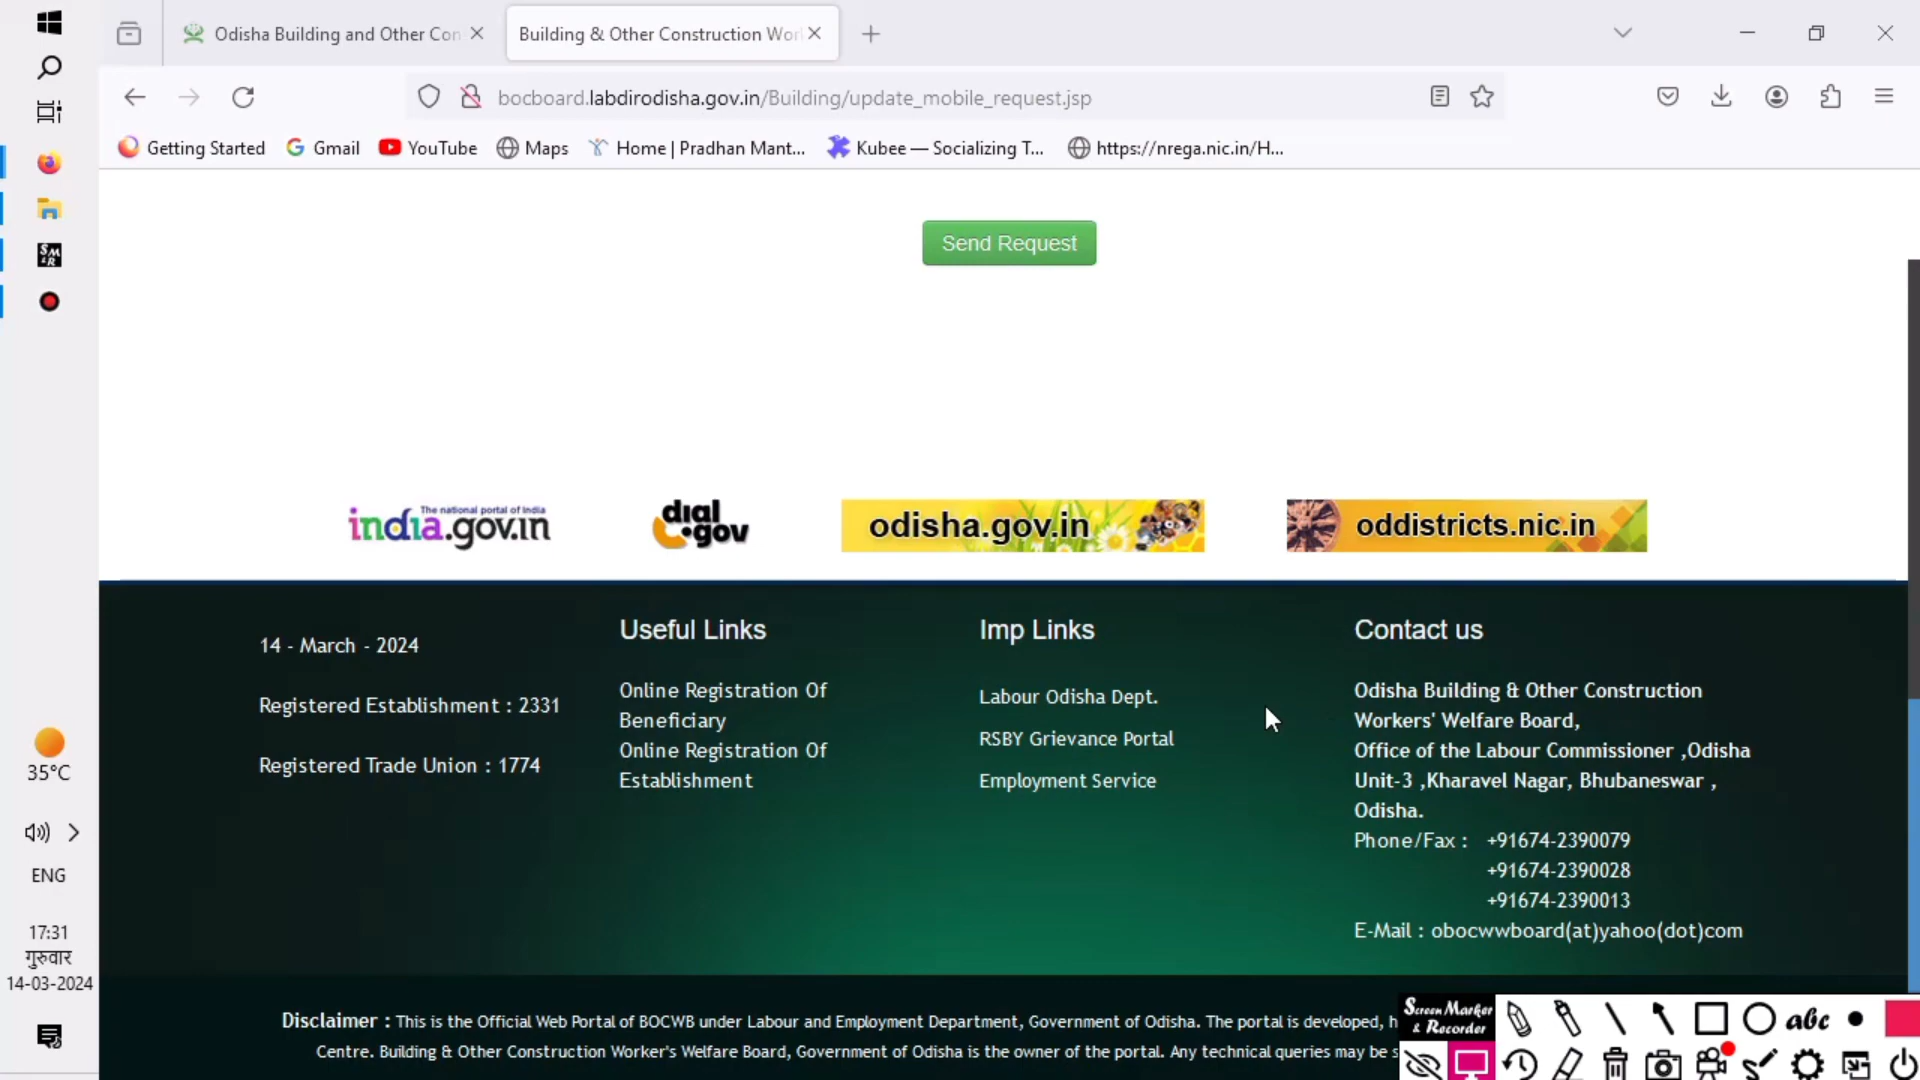 Odisha Building and Other Con
Building & Other Construction Wor
bocboard.labdirodisha.gov.in/Building/update_mobile_request.jsp
Getting Started
Gmail
YouTube
Maps
Home | Pradhan Mant...
Kubee — Socializing T...
https://nrega.nic.in/H...
Send Request
The national portal of India
india.gov.in
dial.gov
odisha.gov.in
oddistricts.nic.in
14 - March - 2024
Registered Establishment : 2331
Registered Trade Union : 1774
Useful Links
Online Registration Of
Beneficiary
Online Registration Of
Establishment
Imp Links
Labour Odisha Dept.
RSBY Grievance Portal
Employment Service
Contact us
Odisha Building & Other Construction
Workers' Welfare Board,
Office of the Labour Commissioner ,Odisha
Unit-3 ,Kharavel Nagar, Bhubaneswar ,
Odisha.
Phone/Fax : +91674-2390079
+91674-2390028
+91674-2390013
E-Mail : obocwwboard(at)yahoo(dot)com
Disclaimer : This is the Official Web Portal of BOCWB under Labour and Employment Department, Government of Odisha. The portal is developed, h
Centre. Building & Other Construction Worker's Welfare Board, Government of Odisha is the owner of the portal. Any technical queries may be s
Screen Marker
& Recorder
abc
SM
&R
35°C
ENG
17:31
गुरुवार
14-03-2024